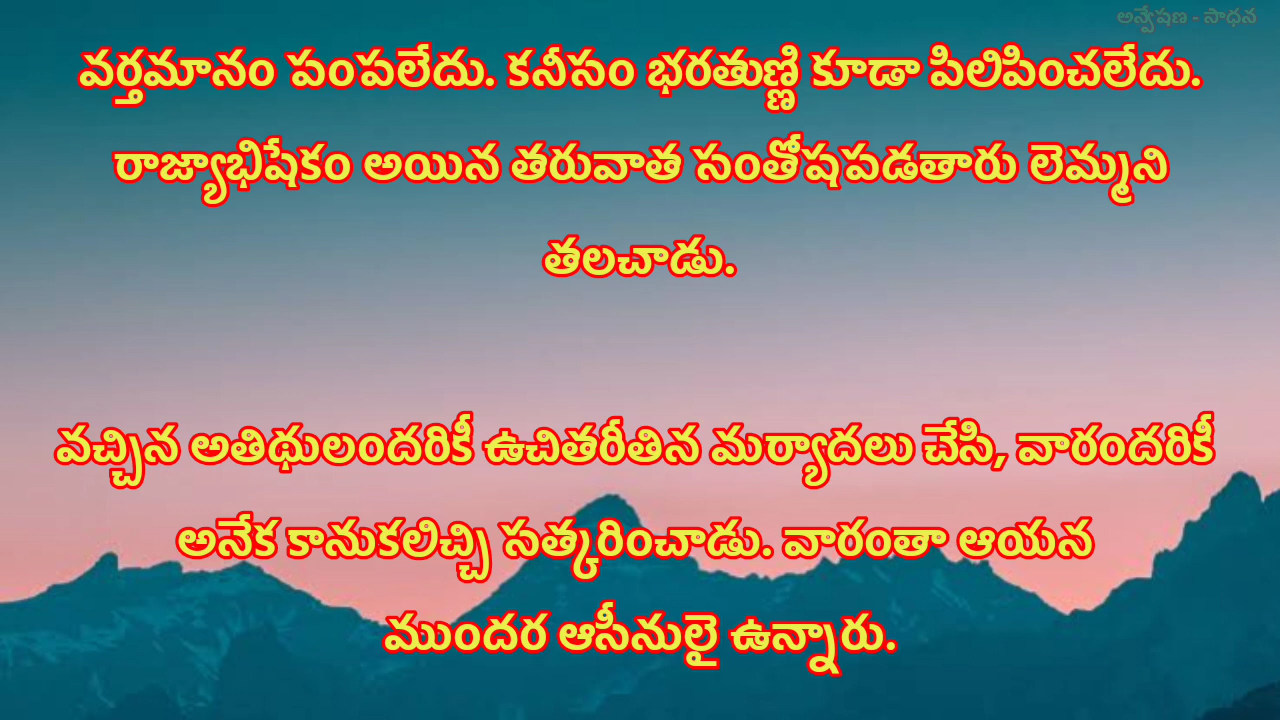 అన్వేషణ - సాధన
వర్తమానం పంపలేదు. కనీసం భరతుణ్ణి కూడా పిలిపించలేదు.
రాజ్యాభిషేకం అయిన తరువాత సంతోషపడతారు లెమ్మని
తలచాడు.
వచ్చిన అతిథులందరికీ ఉచితరీతిన మర్యాదలు చేసి, వారందరికీ
అనేక కానుకలిచ్చి సత్కరించాడు. వారంతా ఆయన
ముందర ఆసీనులై ఉన్నారు.